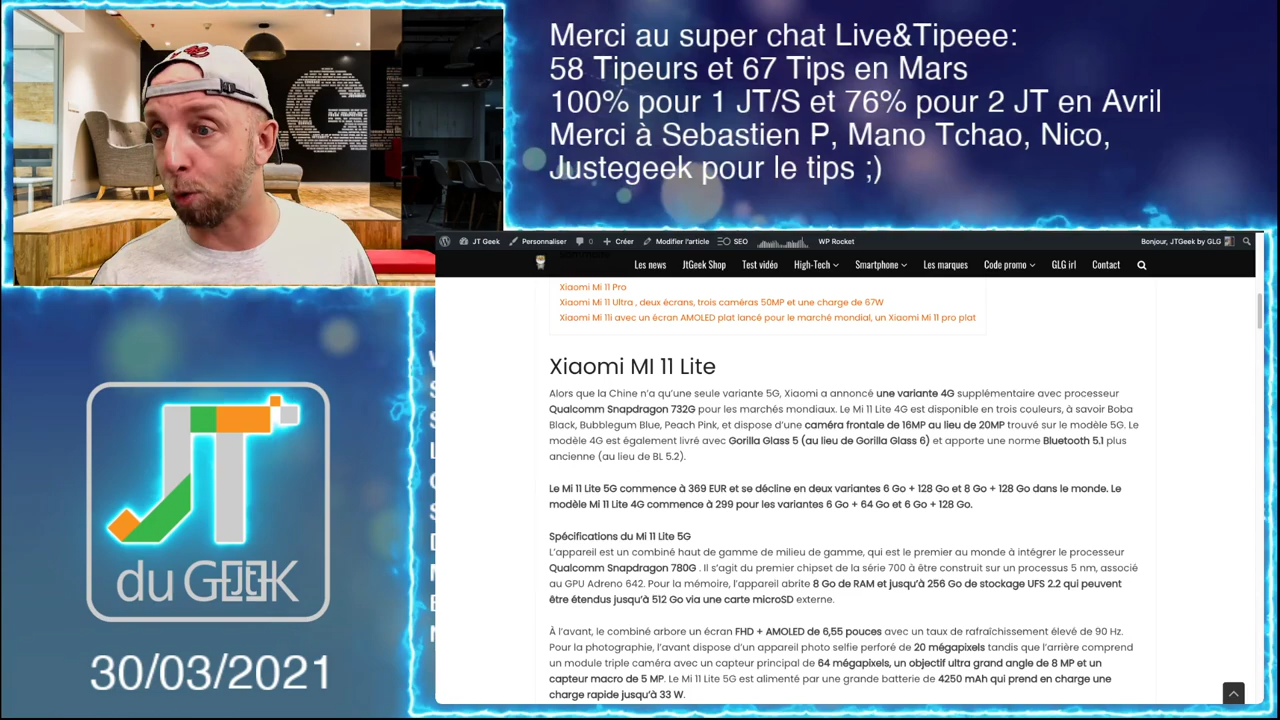 Merci au super chat Live&Tipeee:
58 Tipeurs et 67 Tips en Mars
100% pour 1 JT/S et 76% pour 2 JT en Avril
Merci à Sebastien P, Mano Tchao, Nico,
Justegeek pour le tips ;)
JT Geek Personnaliser 0 Créer Modifier l'article SEO WP Rocket Bonjour, JTGeek by GLG
Les news JtGeek Shop Test vidéo High-Tech Smartphone Les marques Code promo GLG irl Contact
Xiaomi Mi 11 Pro
Xiaomi Mi 11 Ultra , deux écrans, trois caméras 50MP et une charge de 67W
Xiaomi Mi 11i avec un écran AMOLED plat lancé pour le marché mondial, un Xiaomi Mi 11 pro plat
Xiaomi MI 11 Lite
Alors que la Chine n'a qu'une seule variante 5G, Xiaomi a annoncé une variante 4G supplémentaire avec processeur
Qualcomm Snapdragon 732G pour les marchés mondiaux. Le Mi 11 Lite 4G est disponible en trois couleurs, à savoir Boba
Black, Bubblegum Blue, Peach Pink, et dispose d'une caméra frontale de 16MP au lieu de 20MP trouvé sur le modèle 5G. Le
modèle 4G est également livré avec Gorilla Glass 5 (au lieu de Gorilla Glass 6) et apporte une norme Bluetooth 5.1 plus
ancienne (au lieu de BL 5.2).
Le Mi 11 Lite 5G commence à 369 EUR et se décline en deux variantes 6 Go + 128 Go et 8 Go + 128 Go dans le monde. Le
modèle Mi 11 Lite 4G commence à 299 pour les variantes 6 Go + 64 Go et 6 Go + 128 Go.
Spécifications du Mi 11 Lite 5G
L'appareil est un combiné haut de gamme de milieu de gamme, qui est le premier au monde à intégrer le processeur
Qualcomm Snapdragon 780G . Il s'agit du premier chipset de la série 700 à être construit sur un processus 5 nm, associé
au GPU Adreno 642. Pour la mémoire, l'appareil abrite 8 Go de RAM et jusqu'à 256 Go de stockage UFS 2.2 qui peuvent
être étendus jusqu'à 512 Go via une carte microSD externe.
À l'avant, le combiné arbore un écran FHD + AMOLED de 6,55 pouces avec un taux de rafraîchissement élevé de 90 Hz.
Pour la photographie, l'avant dispose d'un appareil photo selfie perforé de 20 mégapixels tandis que l'arrière comprend
un module triple caméra avec un capteur principal de 64 mégapixels, un objectif ultra grand angle de 8 MP et un
capteur macro de 5 MP. Le Mi 11 Lite 5G est alimenté par une grande batterie de 4250 mAh qui prend en charge une
charge rapide jusqu'à 33 W.
JT
du GEEK
30/03/2021